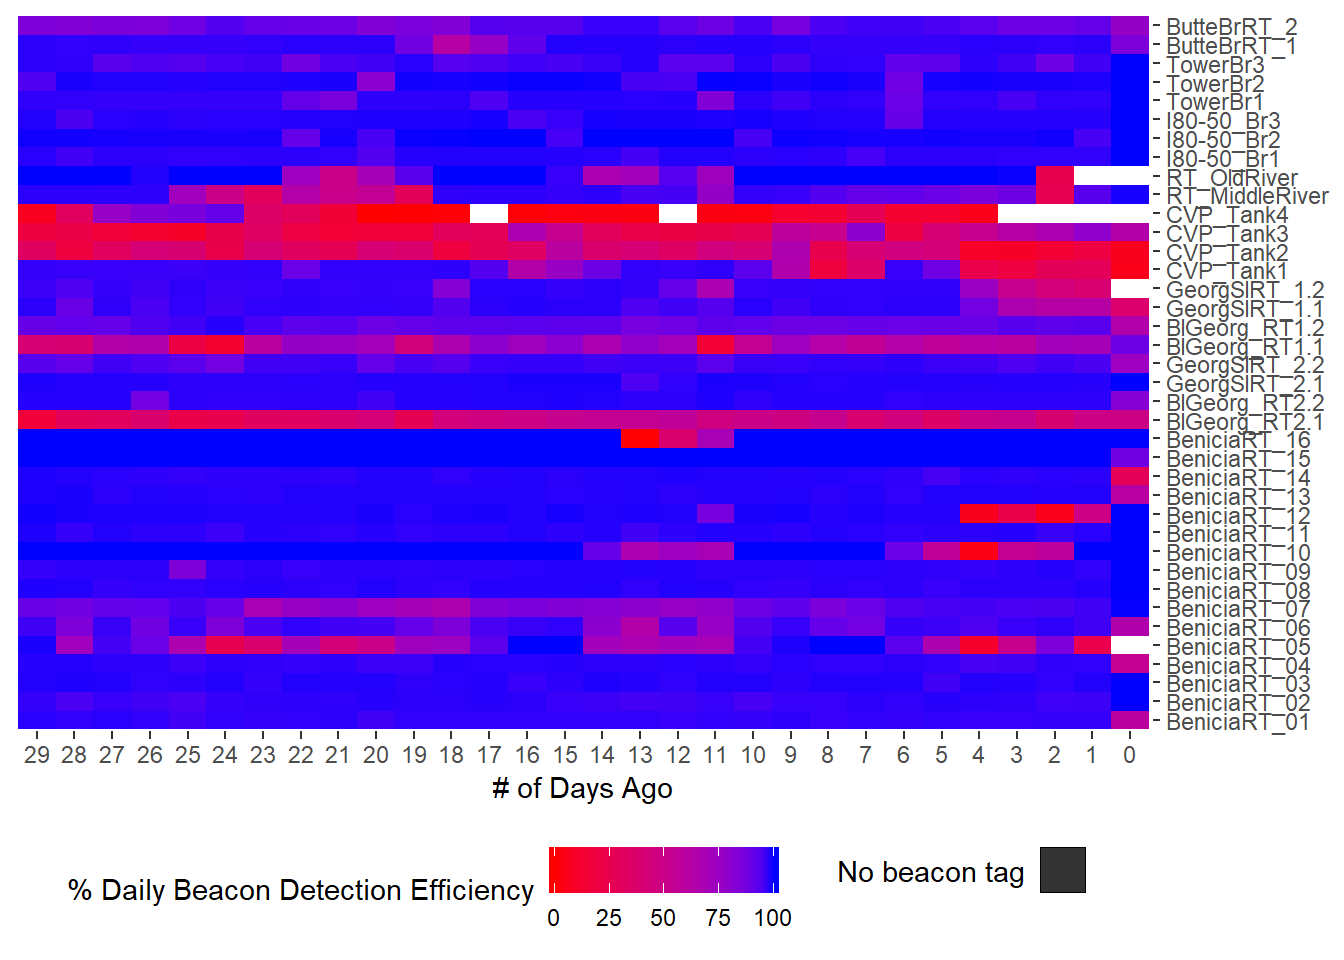 ButteBrRT_2
ButteBrRT_1
TowerBr3
TowerBr2
TowerBr1
I80-50_Br3
I80-50_Br2
I80-50_Br1
RT_OldRiver
RT_MiddleRiver
CVP_Tank4
CVP_Tank3
CVP_Tank2
CVP_Tank1
GeorgSlRT_1.2
GeorgSlRT_1.1
BlGeorg_RT1.2
BlGeorg_RT1.1
GeorgSlRT_2.2
GeorgSlRT_2.1
BlGeorg_RT2.2
BlGeorg_RT2.1
BeniciaRT_16
BeniciaRT_15
BeniciaRT_14
BeniciaRT_13
BeniciaRT_12
BeniciaRT_11
BeniciaRT_10
BeniciaRT_09
BeniciaRT_08
BeniciaRT_07
BeniciaRT_06
BeniciaRT_05
BeniciaRT_04
BeniciaRT_03
BeniciaRT_02
BeniciaRT_01
29 28 27 26 25 24 23 22 21 20 19 18 17 16 15 14 13 12 11 10 9 8 7 6 5 4 3 2 1 0
# of Days Ago
% Daily Beacon Detection Efficiency
0 25 50 75 100
No beacon tag